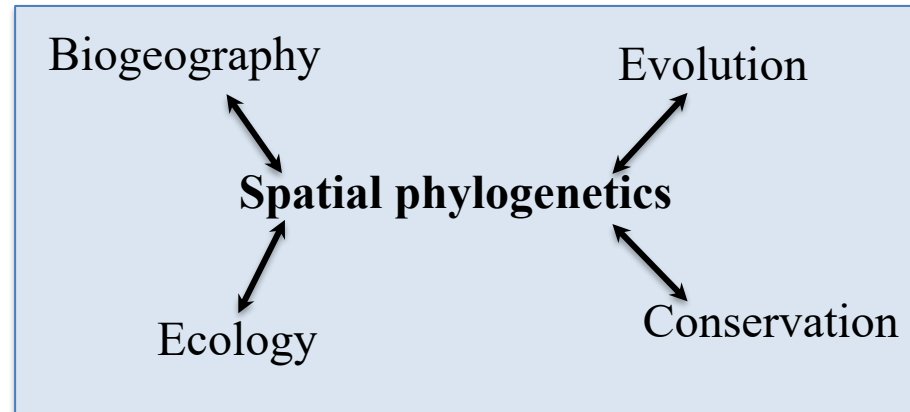 Biogeography
Evolution
Spatial phylogenetics
Ecology
Conservation